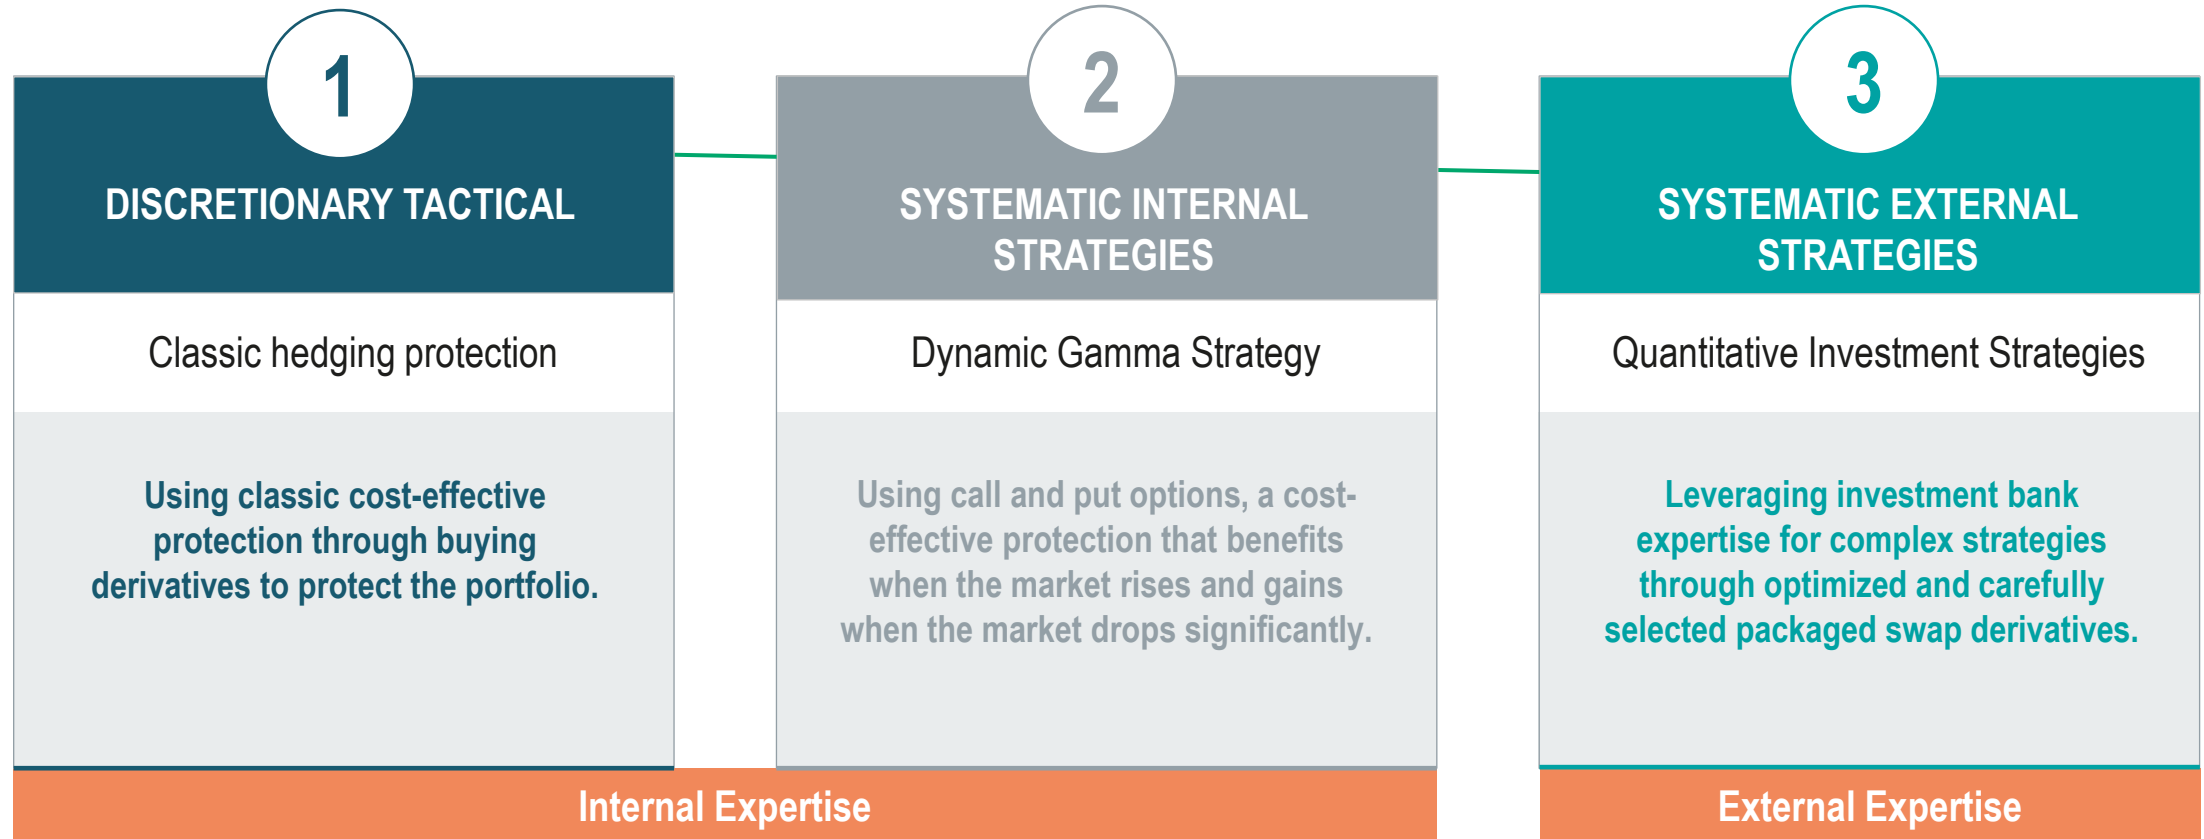 1
DISCRETIONARY TACTICAL
Classic hedging protection
Using classic cost-effective
protection through buying
derivatives to protect the portfolio.
2
SYSTEMATIC INTERNAL
STRATEGIES
Dynamic Gamma Strategy
Using call and put options, a cost-
effective protection that benefits
when the market rises and gains
when the market drops significantly.
Internal Expertise
3
SYSTEMATIC EXTERNAL
STRATEGIES
Quantitative Investment Strategies
Leveraging investment bank
expertise for complex strategies
through optimized and carefully
selected packaged swap derivatives.
External Expertise